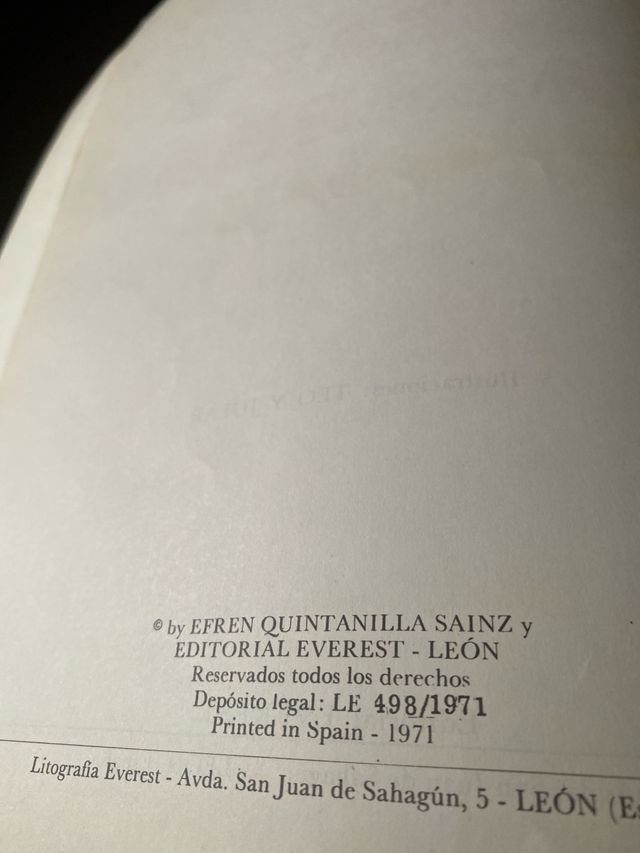 © by EFREN QUINTANILLA SAINZ y
EDITORIAL EVEREST - LEÓN
Reservados todos los derechos
Depósito legal: LE 498/1971
Printed in Spain - 1971
Litografía Everest - Avda. San Juan de Sahagún, 5 - LEÓN (E